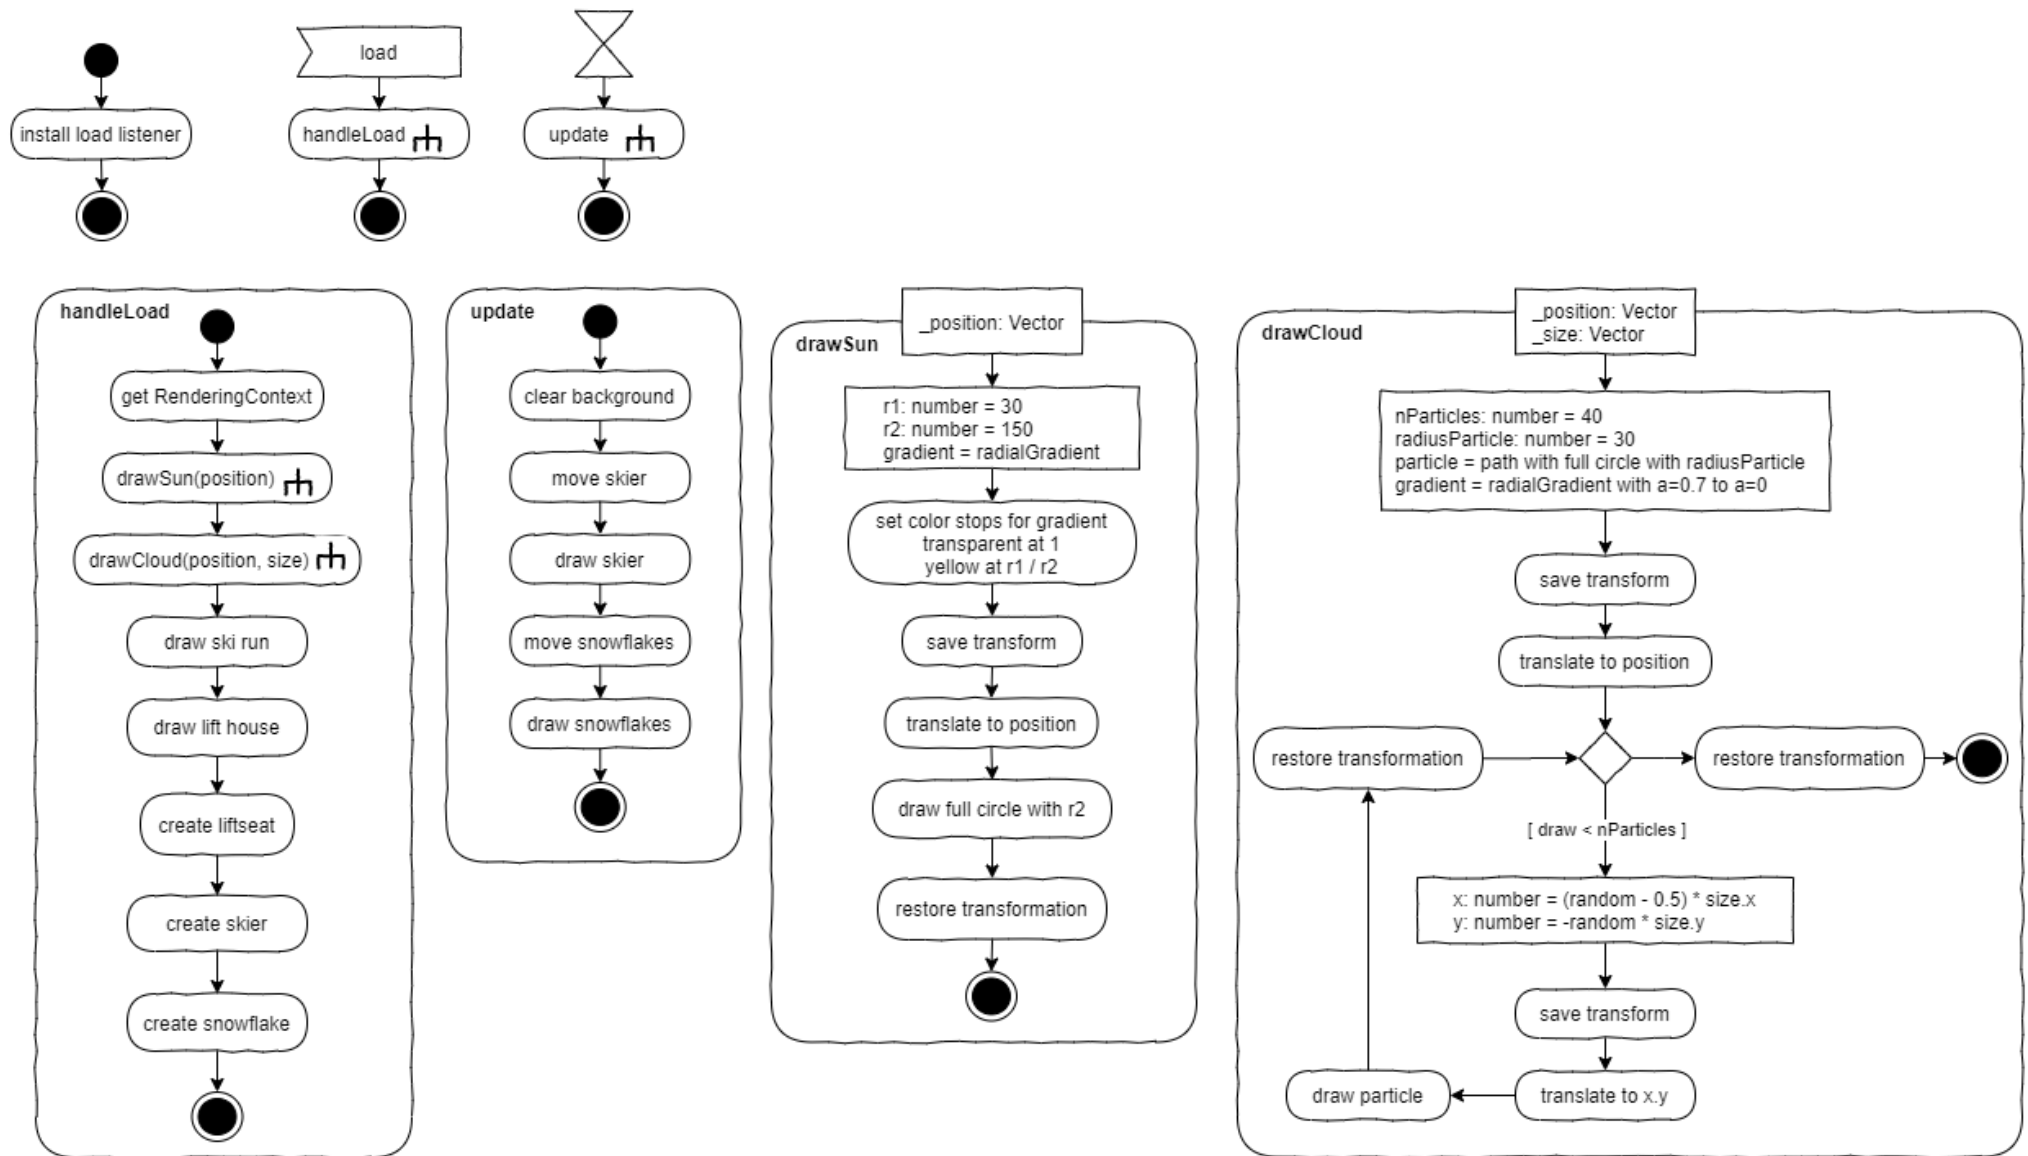 load
install load listener
handleLoad
update
handleLoad
get RenderingContext
drawSun(position)
drawCloud(position, size)
draw ski run
draw lift house
create liftseat
create skier
create snowflake
update
clear background
move skier
draw skier
move snowflakes
draw snowflakes
_position: Vector
drawSun
r1: number = 30
r2: number = 150
gradient = radialGradient
set color stops for gradient
transparent at 1
yellow at r1 / r2
save transform
translate to position
draw full circle with r2
restore transformation
_position: Vector
_size: Vector
drawCloud
nParticles: number = 40
radiusParticle: number = 30
particle = path with full circle with radiusParticle
gradient = radialGradient with a=0.7 to a=0
save transform
translate to position
restore transformation
restore transformation
[ draw < nParticles ]
x: number = (random - 0.5) * size.x
y: number = -random * size.y
save transform
draw particle
translate to x.y